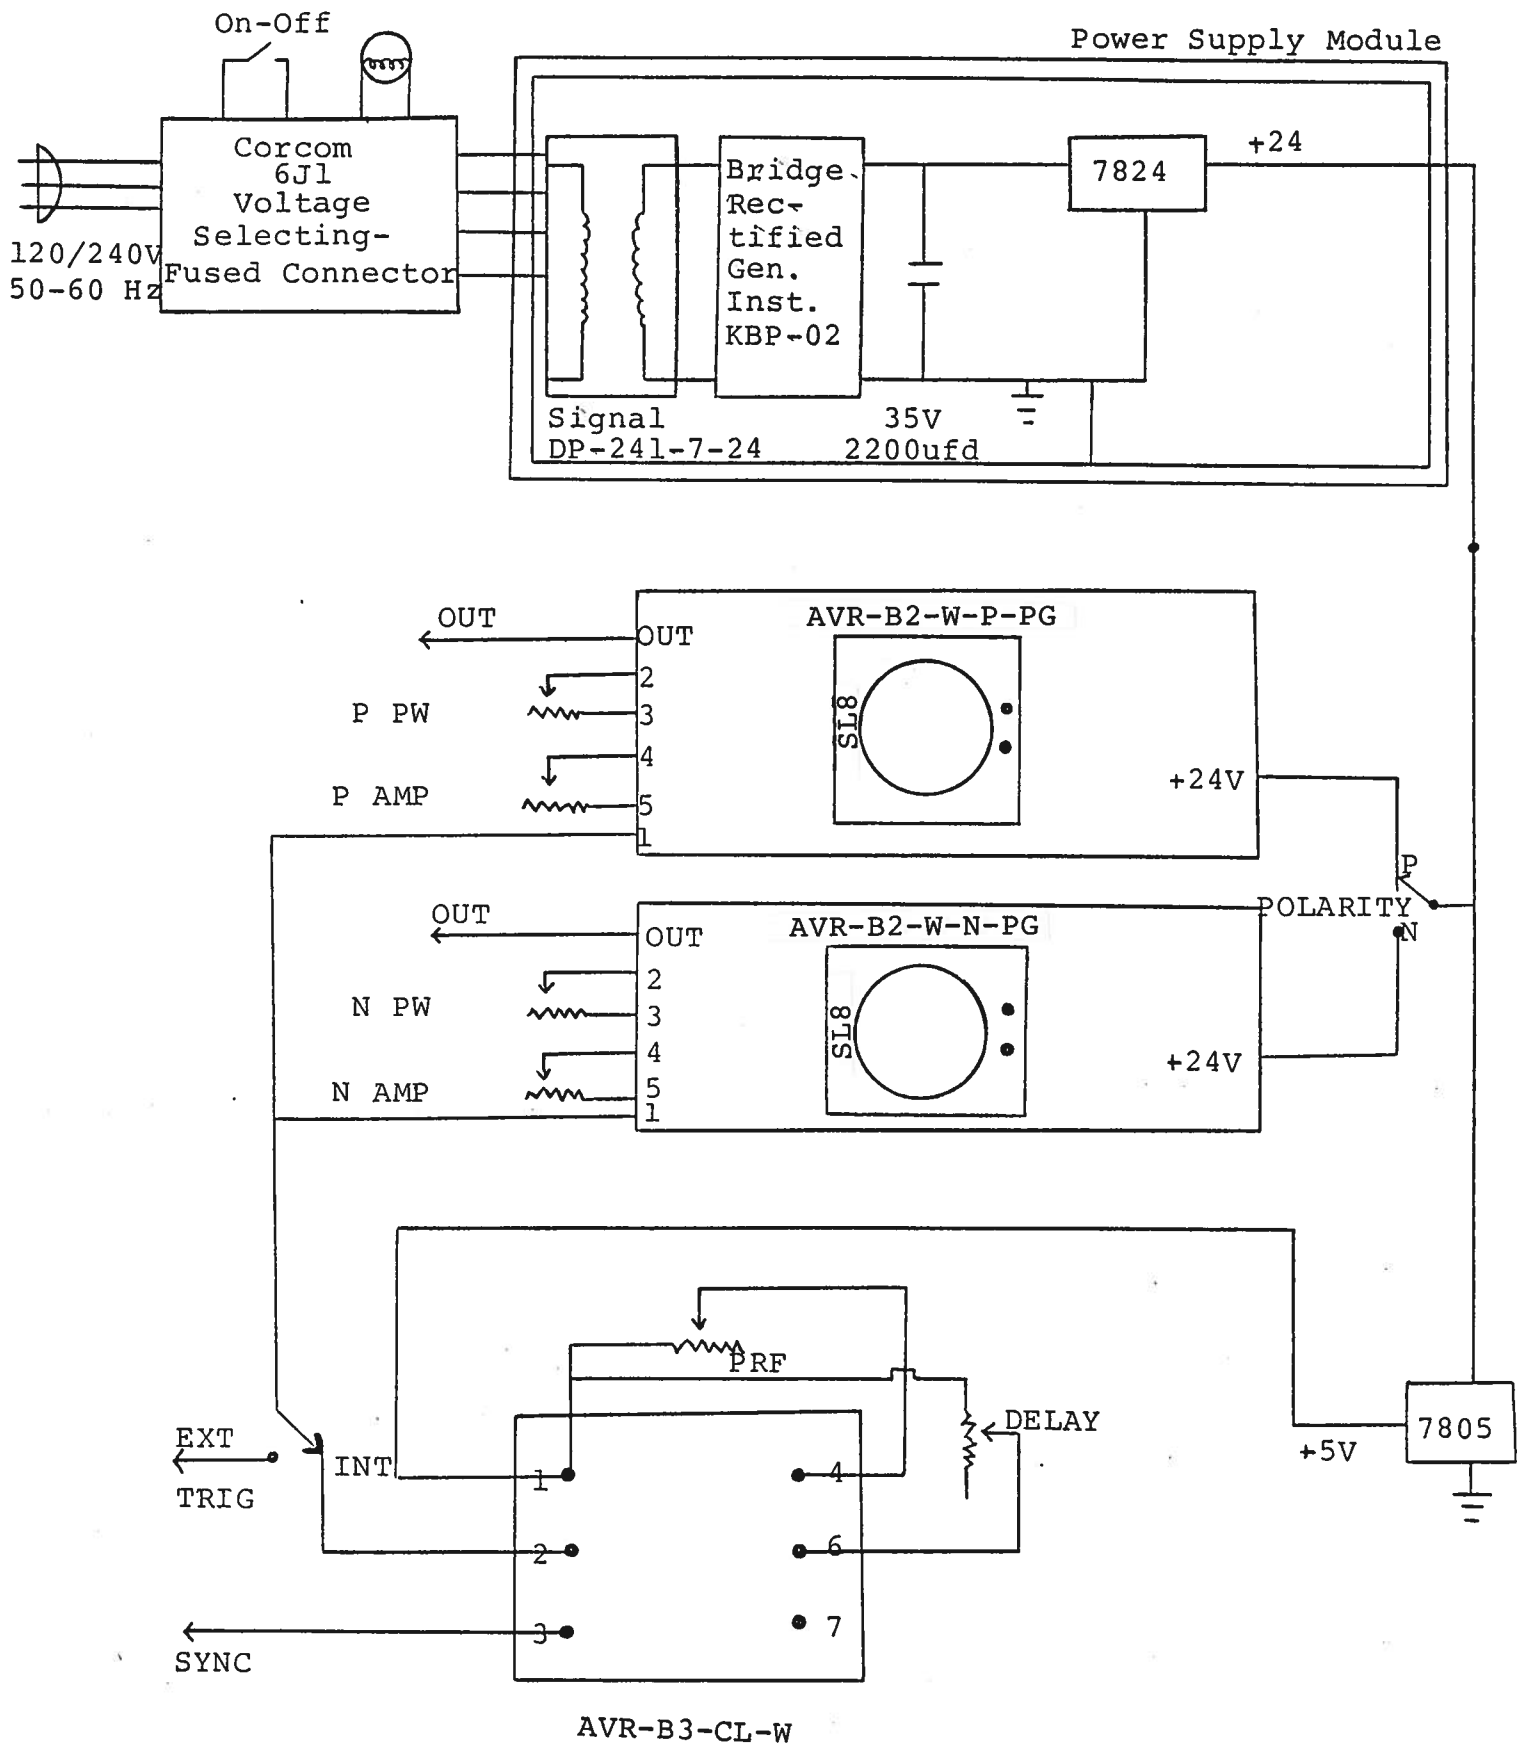 On-Off
Power Supply Module
Corcom
6J1
Voltage
Selecting-
Fused Connector
120/240V
50-60 Hz
Bridge
Rec-
tified
Gen.
Inst.
KBP-02
7824
+24
Signal
DP-241-7-24
35V
2200ufd
AVR-B2-W-P-PG
OUT
OUT
2
P PW
3
4
P AMP
5
1
SL8
+24V
P
POLARITY
N
AVR-B2-W-N-PG
OUT
OUT
2
N PW
3
4
N AMP
5
1
SL8
+24V
PRF
DELAY
7805
+5V
EXT
TRIG
INT
1
4
2
6
3
7
SYNC
AVR-B3-CL-W